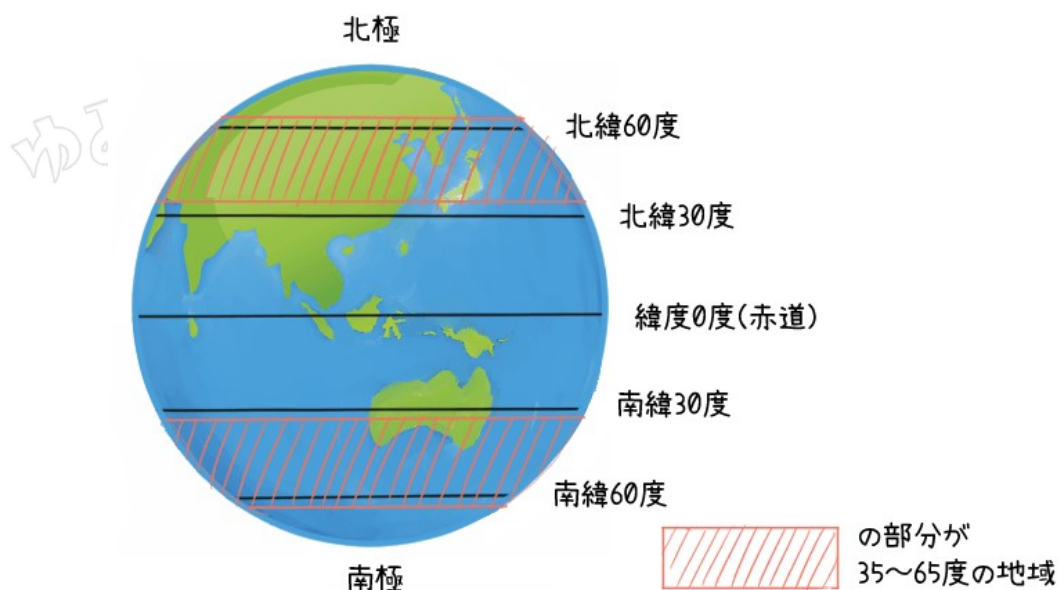 北極
北緯60度
北緯30度
緯度0度(赤道)
南緯30度
南緯60度
南極
の部分が
35〜65度の地域